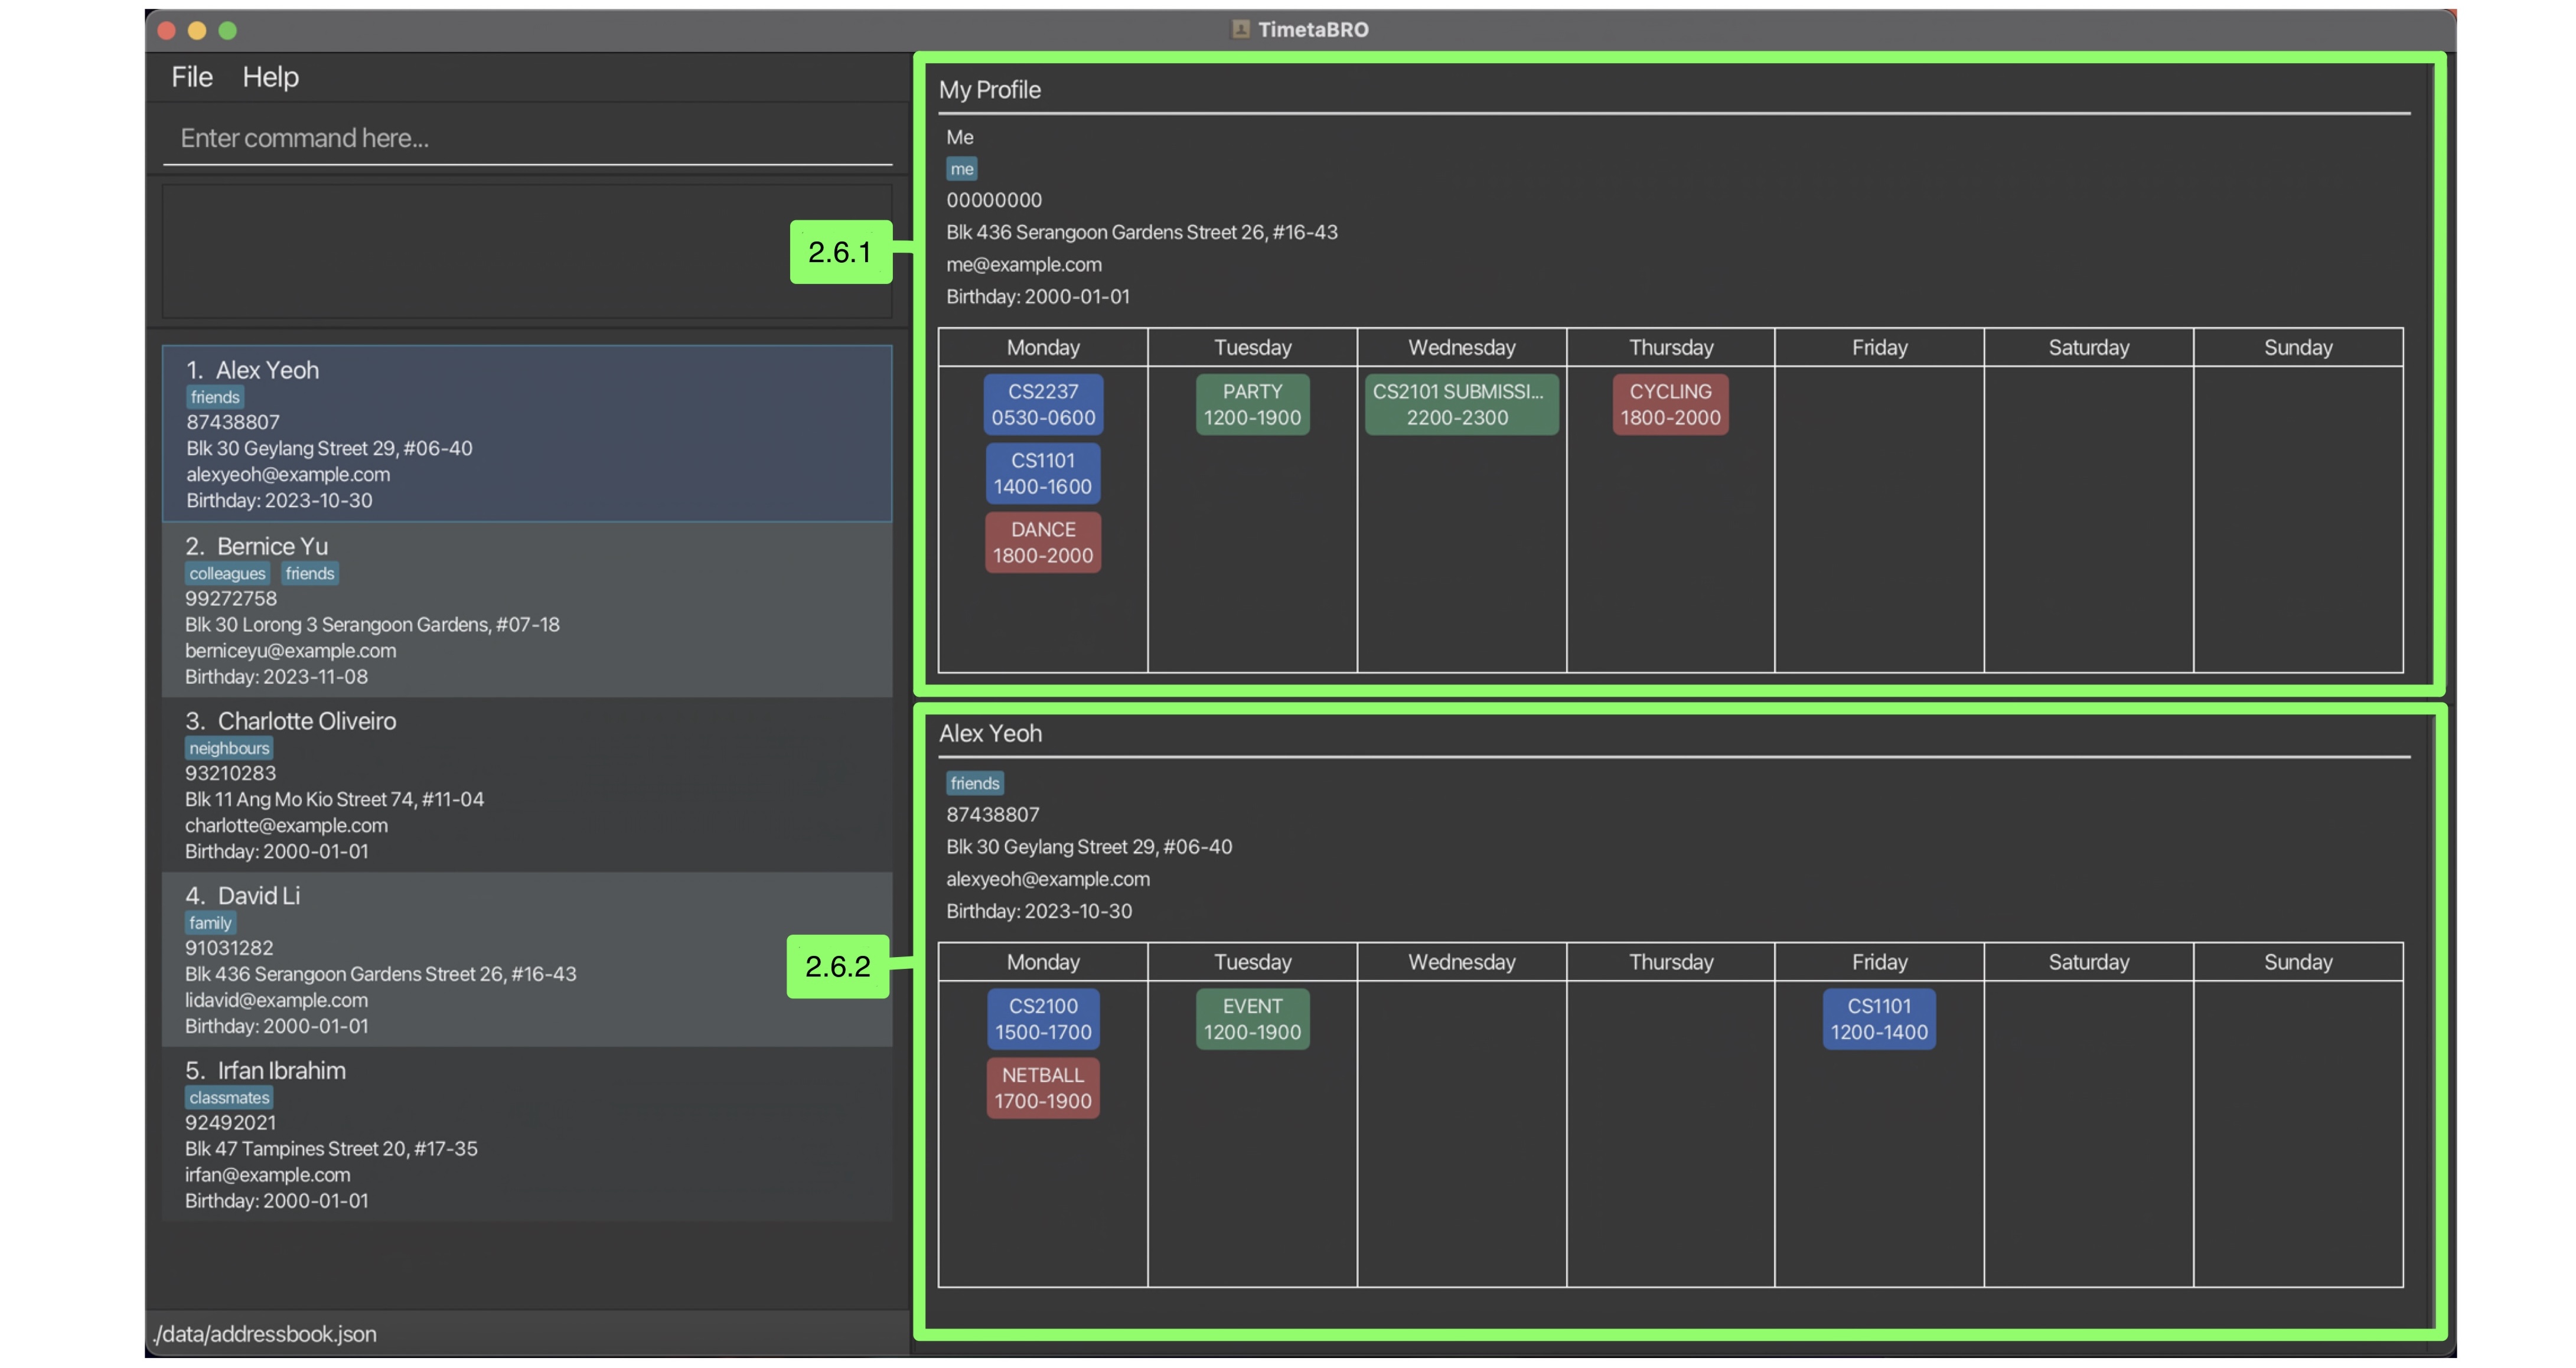 TimetaBRO
File Help
Enter command here...
1. Alex Yeoh
friends
87438807
Blk 30 Geylang Street 29, #06-40
alexyeoh@example.com
Birthday: 2023-10-30
2. Bernice Yu
colleagues friends
99272758
Blk 30 Lorong 3 Serangoon Gardens, #07-18
berniceyu@example.com
Birthday: 2023-11-08
3. Charlotte Oliveiro
neighbours
93210283
Blk 11 Ang Mo Kio Street 74, #11-04
charlotte@example.com
Birthday: 2000-01-01
4. David Li
family
91031282
Blk 436 Serangoon Gardens Street 26, #16-43
lidavid@example.com
Birthday: 2000-01-01
5. Irfan Ibrahim
classmates
92492021
Blk 47 Tampines Street 20, #17-35
irfan@example.com
Birthday: 2000-01-01
./data/addressbook.json
2.6.1
My Profile
Me
me
00000000
Blk 436 Serangoon Gardens Street 26, #16-43
me@example.com
Birthday: 2000-01-01
Monday Tuesday Wednesday Thursday Friday Saturday Sunday
CS2237 PARTY CS2101 SUBMISSI... CYCLING
0530-0600 1200-1900 2200-2300 1800-2000
CS1101
1400-1600
DANCE
1800-2000
2.6.2
Alex Yeoh
friends
87438807
Blk 30 Geylang Street 29, #06-40
alexyeoh@example.com
Birthday: 2023-10-30
Monday Tuesday Wednesday Thursday Friday Saturday Sunday
CS2100 EVENT CS1101
1500-1700 1200-1900 1200-1400
NETBALL
1700-1900